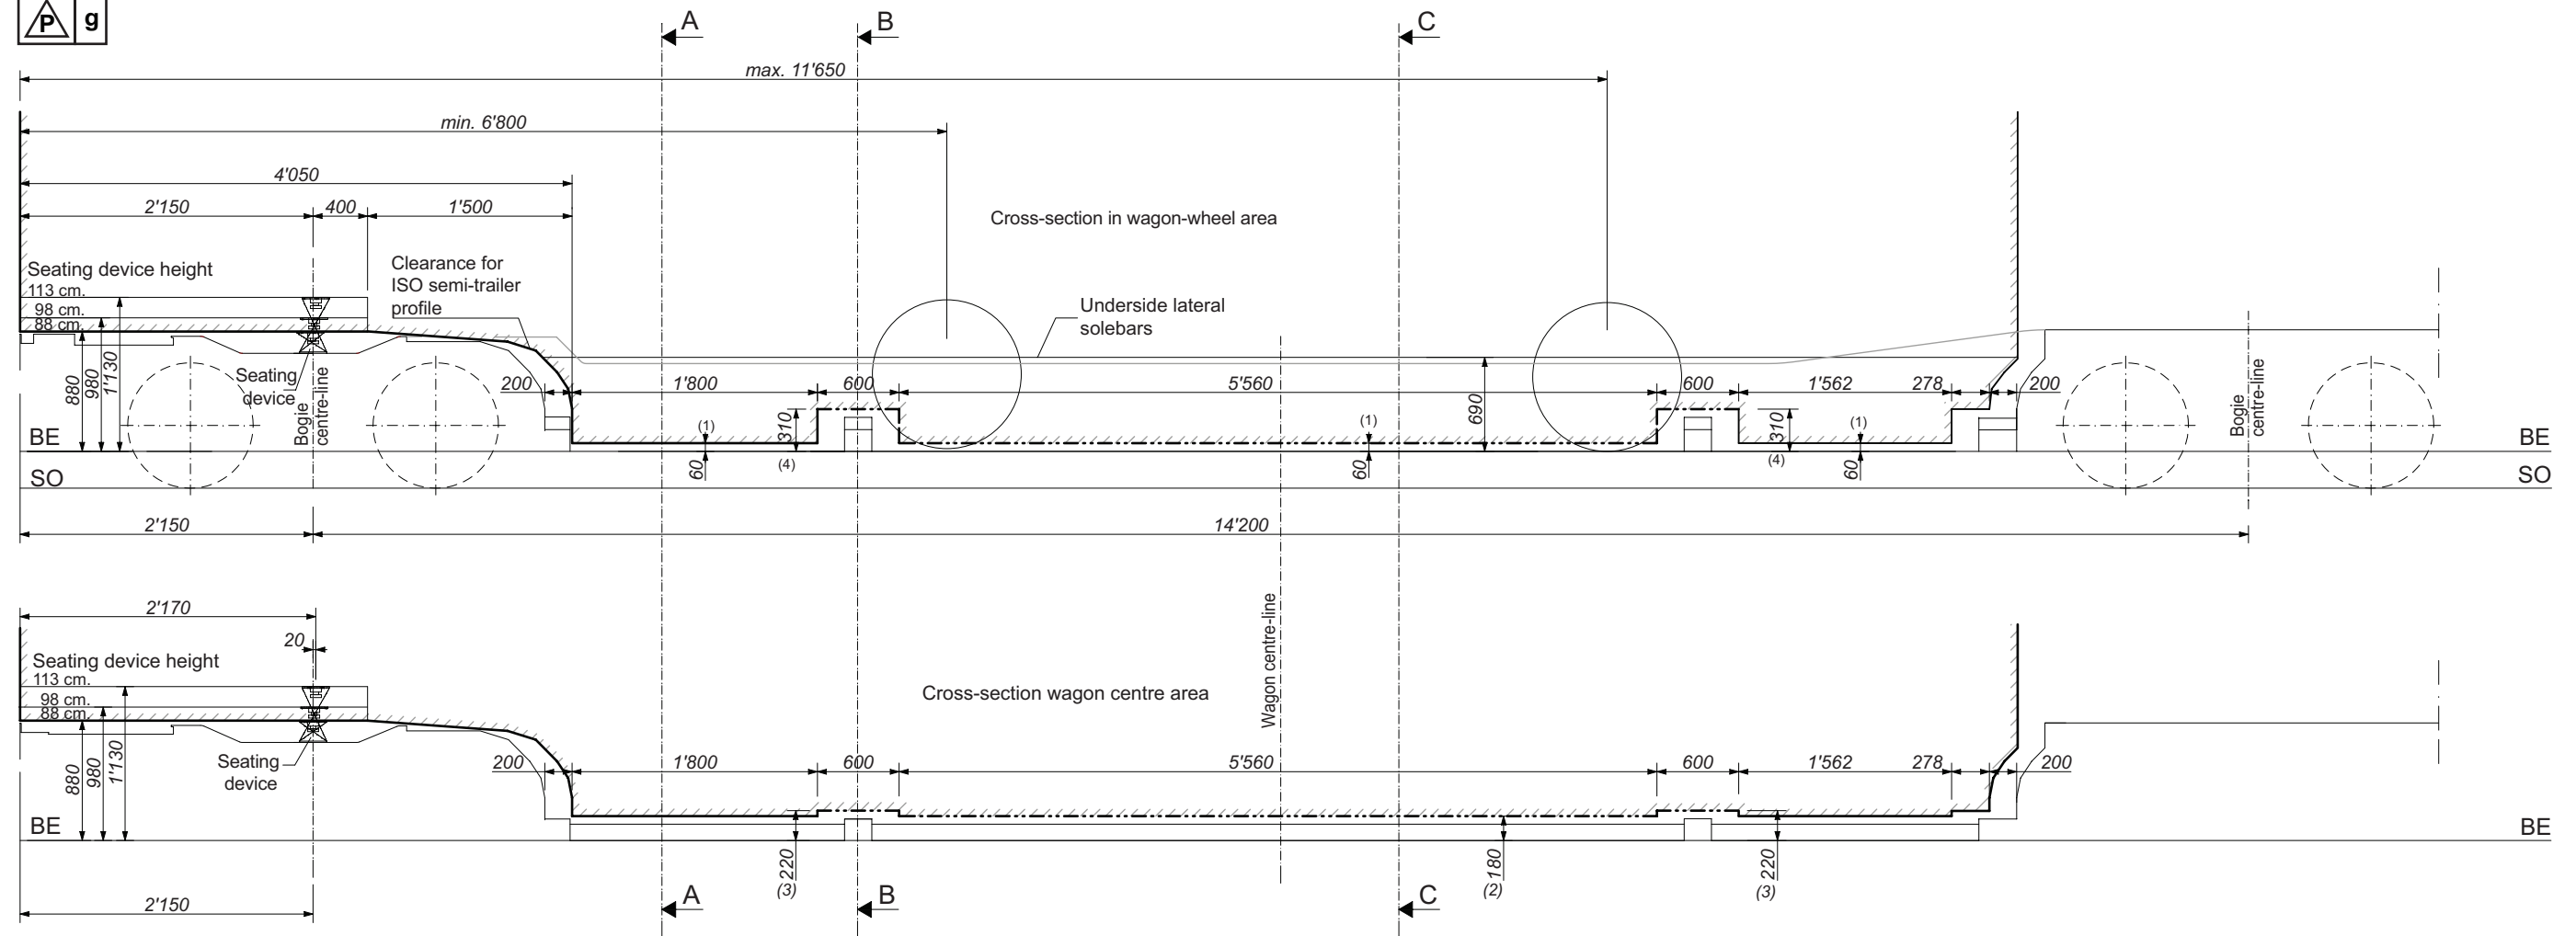 P g
A B C
max. 11'650
min. 6'800
4'050
2'150 400 1'500
Cross-section in wagon-wheel area
Seating device height
113 cm.
98 cm.
88 cm.
Clearance for
ISO semi-trailer
profile
Underside lateral
solebars
880
980
1'130
Seating
device
Bogie
centre-line
200 1'800 600 5'560 600 1'562 278 200
310
(4)
(1)
60
(1)
60
690
310
(4)
(1)
60
Bogie
centre-line
BE BE
SO SO
2'150 14'200
2'170
20
Seating device height
113 cm.
98 cm.
88 cm.
Cross-section wagon centre area
Wagon centre-line
880
980
1'130
Seating
device
200 1'800 600 5'560 600 1'562 278 200
BE BE
220
(3)
180
(2)
220
(3)
2'150
A B C